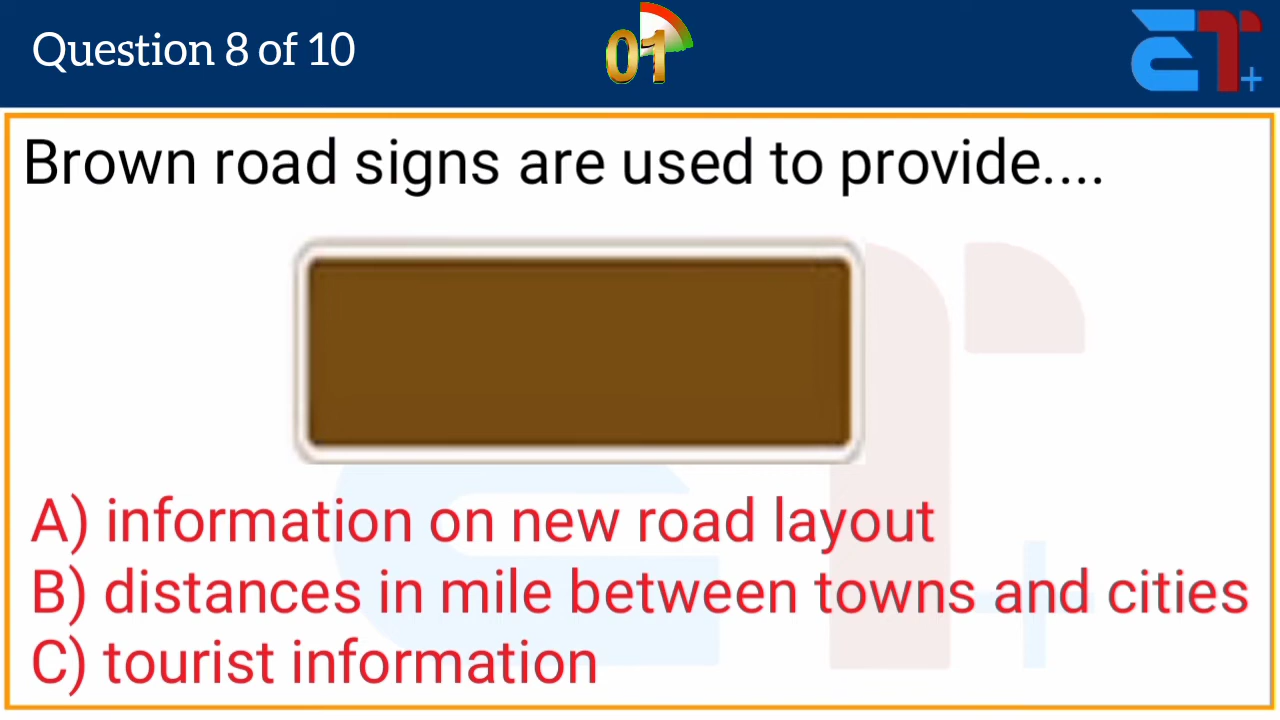 Question 8 of 10
01
ET+
Brown road signs are used to provide....
A) information on new road layout
B) distances in mile between towns and cities
C) tourist information